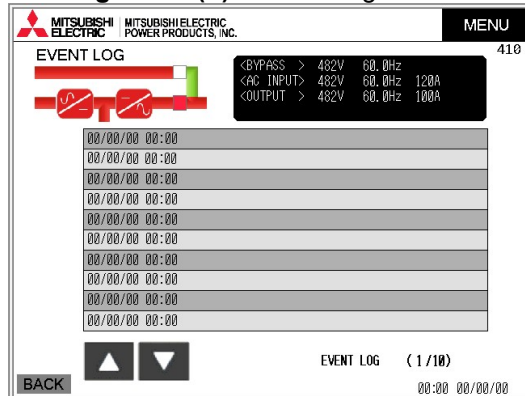 MITSUBISHI ELECTRIC
MITSUBISHI ELECTRIC POWER PRODUCTS, INC.
MENU
EVENT LOG
410
<BYPASS > 482V 60.0Hz
<AC INPUT> 482V 60.0Hz 120A
<OUTPUT > 482V 60.0Hz 100A
00/00/00 00:00
00/00/00 00:00
00/00/00 00:00
00/00/00 00:00
00/00/00 00:00
00/00/00 00:00
00/00/00 00:00
00/00/00 00:00
00/00/00 00:00
00/00/00 00:00
EVENT LOG (1/10)
BACK
00:00 00/00/00